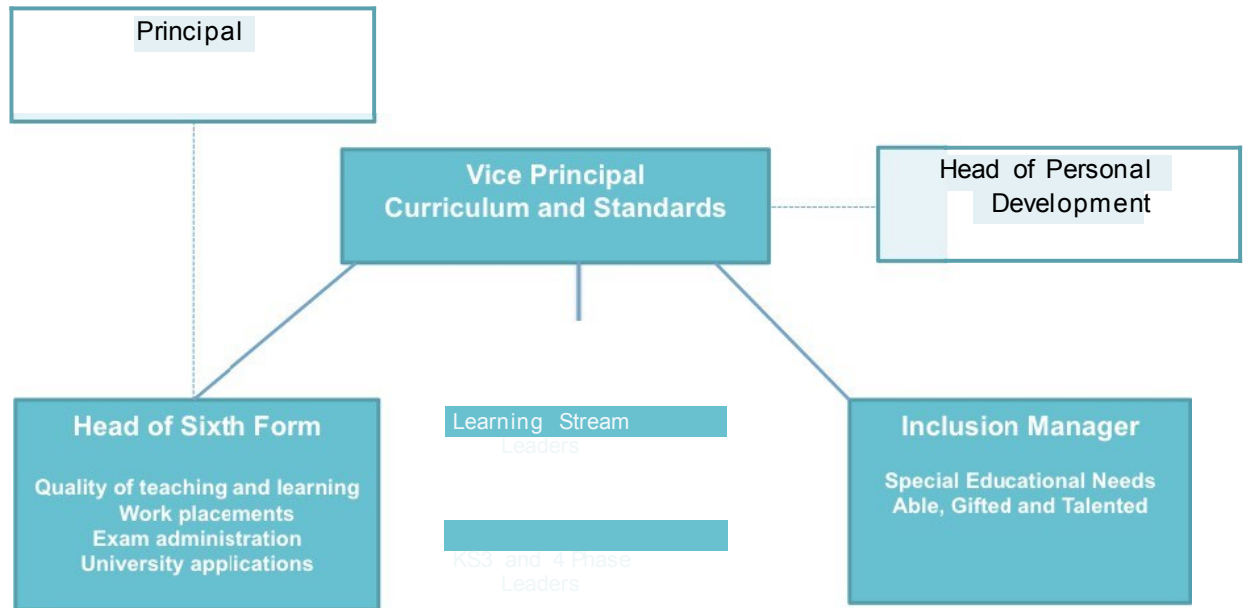 Principal
Vice Principal
Curriculum and Standards
Head of Personal
Development
Head of Sixth Form
Quality of teaching and learning
Work placements
Exam administration
University applications
Learning Stream
Leaders
KS3 and 4 Phase
Leaders
Inclusion Manager
Special Educational Needs
Able, Gifted and Talented